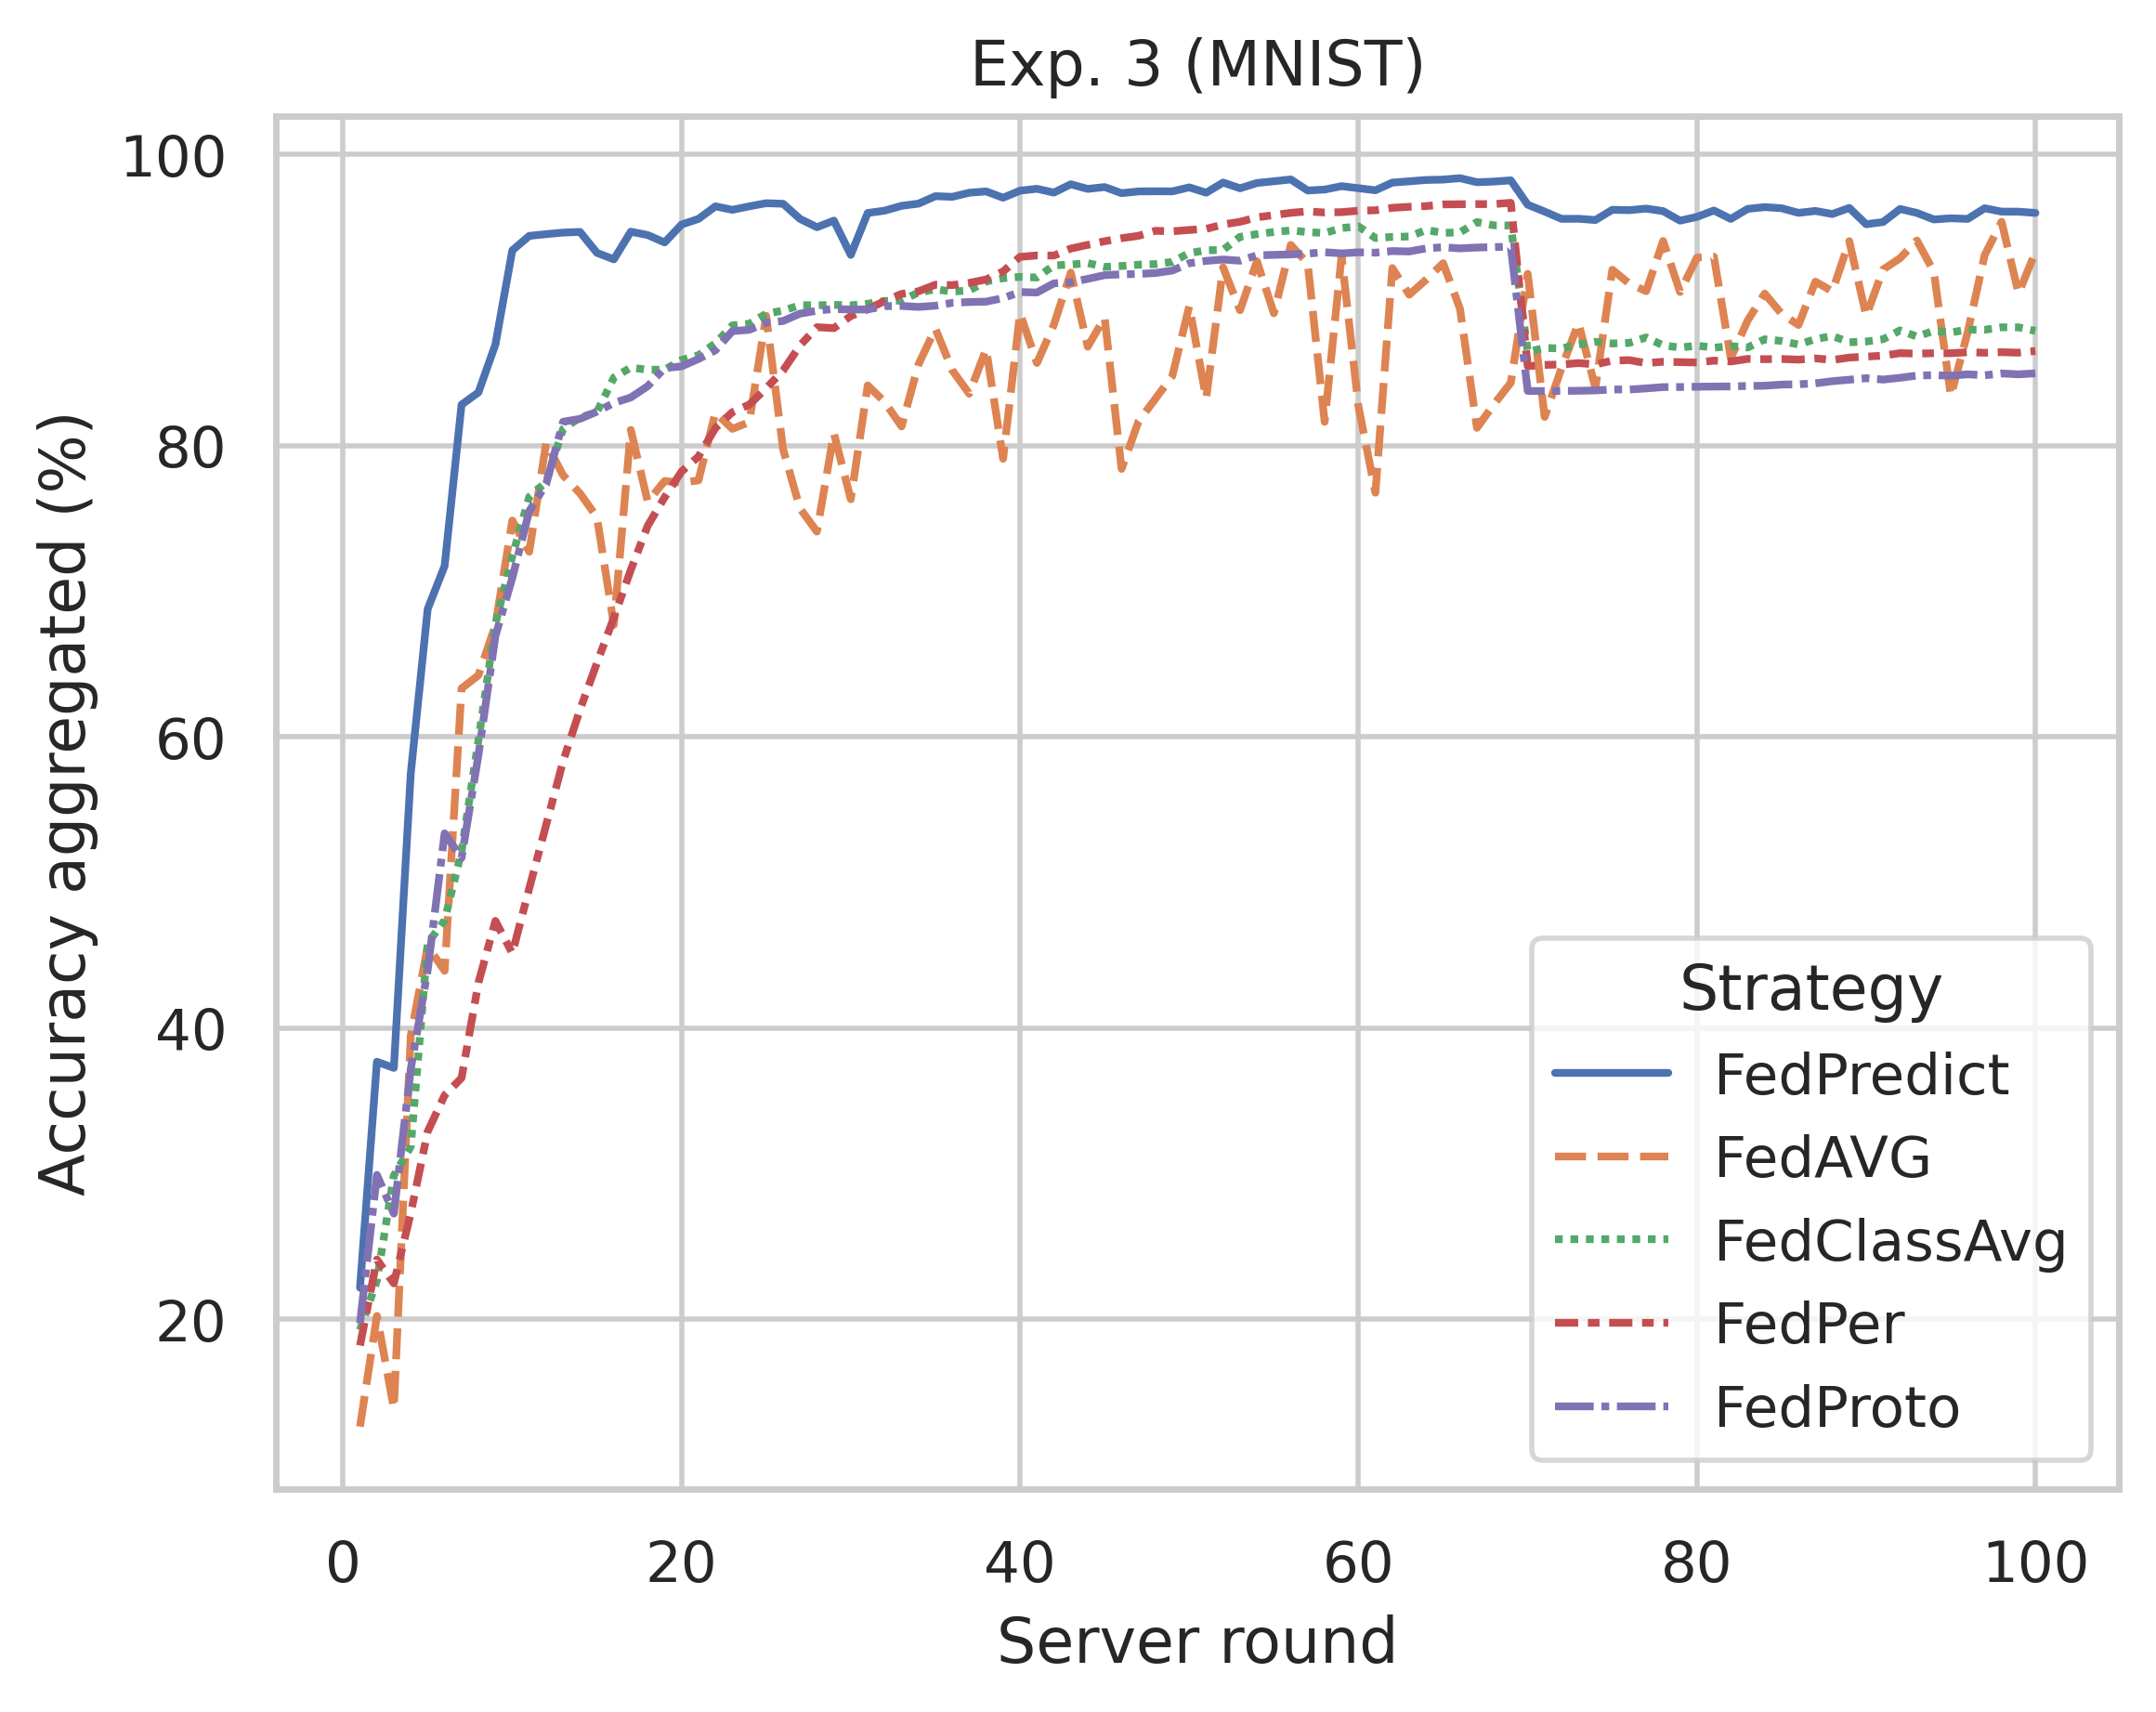 Exp. 3 (MNIST)
Accuracy aggregated (%)
100
80
60
40
20
0
20
40
60
80
100
Server round
Strategy
FedPredict
FedAVG
FedClassAvg
FedPer
FedProto